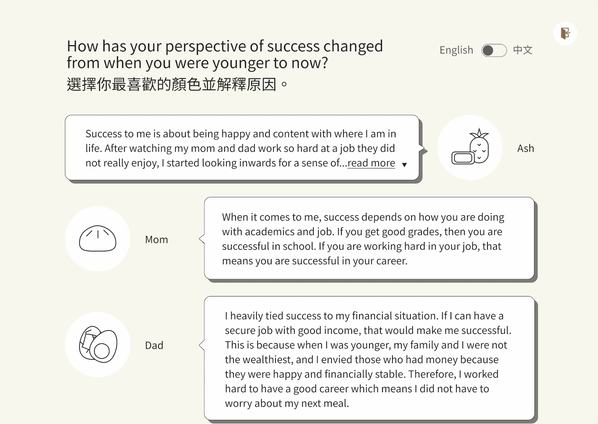 How has your perspective of success changed
from when you were younger to now?
選擇你最喜歡的顏色並解釋原因。
English 中文
Success to me is about being happy and content with where I am in
life. After watching my mom and dad work so hard at a job they did
not really enjoy, I started looking inwards for a sense of...read more ▼
Ash
Mom
When it comes to me, success depends on how you are doing
with academics and job. If you get good grades, then you are
successful in school. If you are working hard in your job, that
means you are successful in your career.
Dad
I heavily tied success to my financial situation. If I can have a
secure job with good income, that would make me successful.
This is because when I was younger, my family and I were not
the wealthiest, and I envied those who had money because
they were happy and financially stable. Therefore, I worked
hard to have a good career which means I did not have to
worry about my next meal.